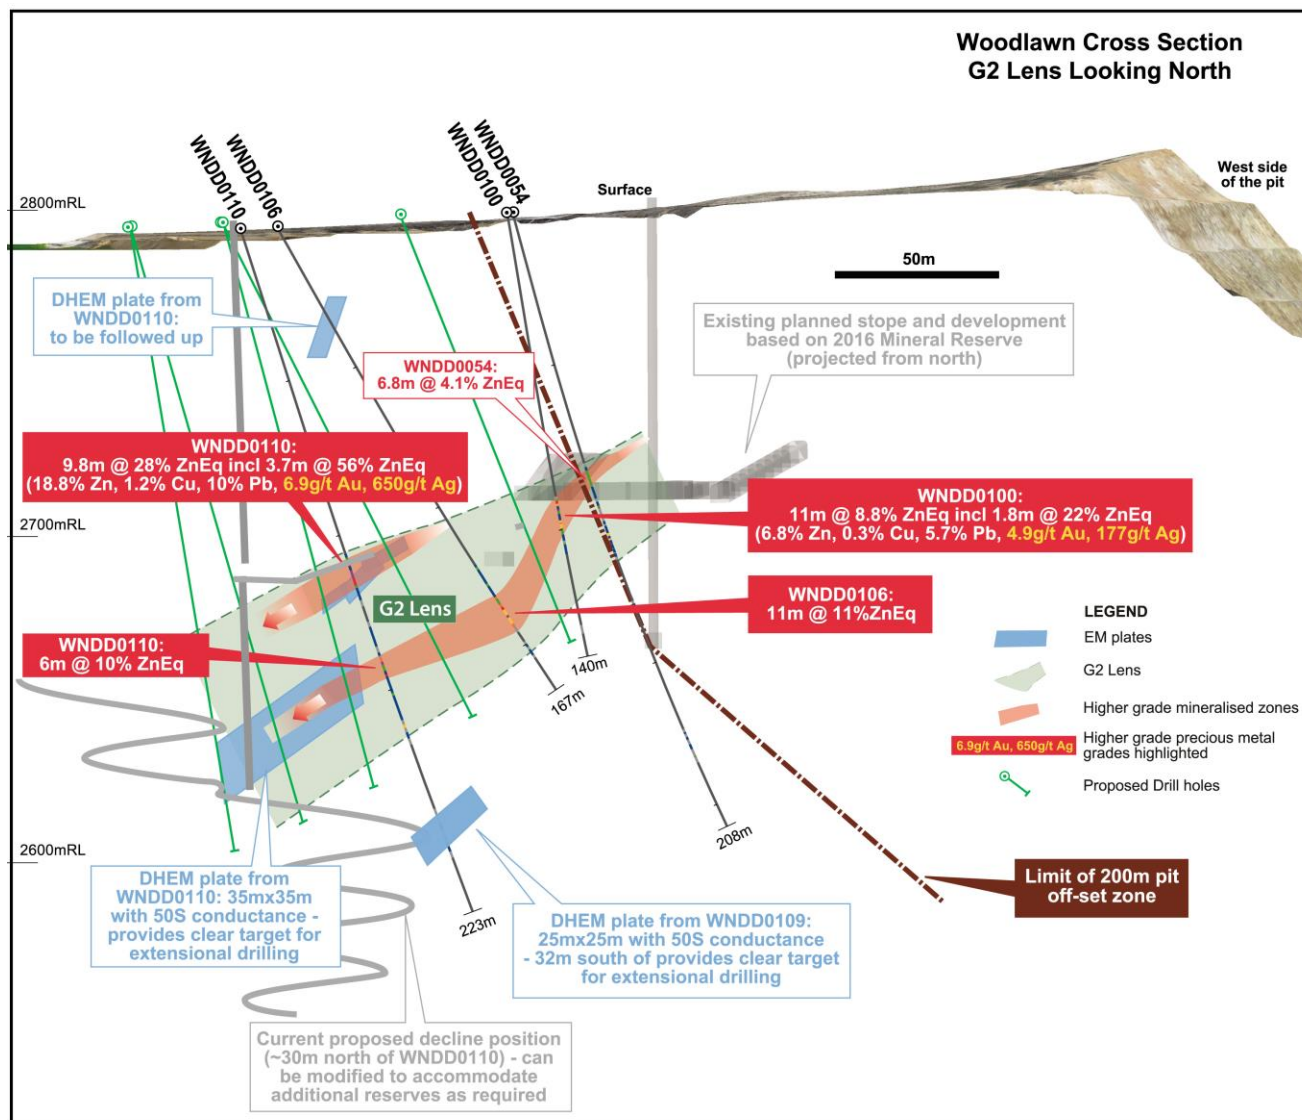 Woodlawn Cross Section
G2 Lens Looking North
WNDD0110
WNDD0106
WNDD0100
WNDD0054
Surface
West side
of the pit
2800mRL
50m
DHEM plate from
WNDD0110:
to be followed up
Existing planned stope and development
based on 2016 Mineral Reserve
(projected from north)
WNDD0054:
6.8m @ 4.1% ZnEq
WNDD0110:
9.8m @ 28% ZnEq incl 3.7m @ 56% ZnEq
(18.8% Zn, 1.2% Cu, 10% Pb, 6.9g/t Au, 650g/t Ag)
WNDD0100:
11m @ 8.8% ZnEq incl 1.8m @ 22% ZnEq
(6.8% Zn, 0.3% Cu, 5.7% Pb, 4.9g/t Au, 177g/t Ag)
2700mRL
G2 Lens
WNDD0106:
11m @ 11%ZnEq
WNDD0110:
6m @ 10% ZnEq
140m
167m
208m
223m
LEGEND
EM plates
G2 Lens
Higher grade mineralised zones
6.9g/t Au, 650g/t Ag
Higher grade precious metal
grades highlighted
Proposed Drill holes
2600mRL
DHEM plate from
WNDD0110: 35mx35m
with 50S conductance -
provides clear target for
extensional drilling
DHEM plate from WNDD0109:
25mx25m with 50S conductance
- 32m south of provides clear target
for extensional drilling
Limit of 200m pit
off-set zone
Current proposed decline position
(~30m north of WNDD0110) - can
be modified to accommodate
additional reserves as required